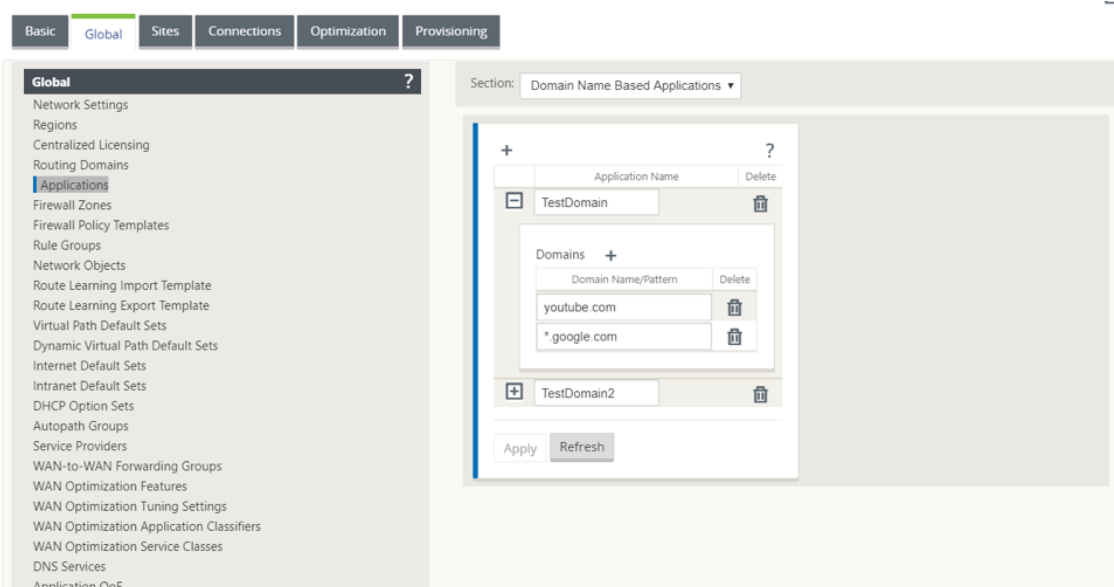 Basic Global Sites Connections Optimization Provisioning
Global ?
Network Settings
Regions
Centralized Licensing
Routing Domains
Applications
Firewall Zones
Firewall Policy Templates
Rule Groups
Network Objects
Route Learning Import Template
Route Learning Export Template
Virtual Path Default Sets
Dynamic Virtual Path Default Sets
Internet Default Sets
Intranet Default Sets
DHCP Option Sets
Autopath Groups
Service Providers
WAN-to-WAN Forwarding Groups
WAN Optimization Features
WAN Optimization Tuning Settings
WAN Optimization Application Classifiers
WAN Optimization Service Classes
DNS Services
Application QoE
Section: Domain Name Based Applications ▼
+ ?
Application Name Delete
TestDomain
Domains +
Domain Name/Pattern Delete
youtube.com
*.google.com
TestDomain2
Apply Refresh